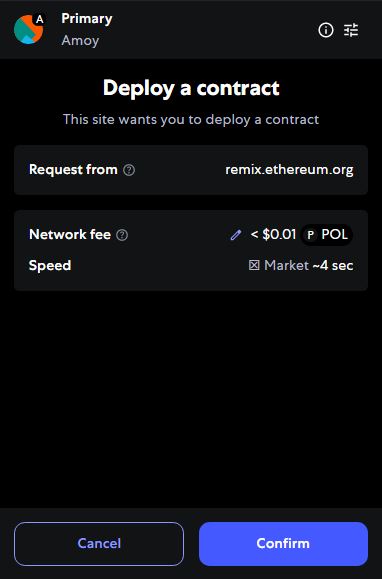 A
Primary
Amoy
Deploy a contract
This site wants you to deploy a contract
Request from ? remix.ethereum.org
Network fee ? < $0.01 P POL
Speed Market ~4 sec
Cancel Confirm